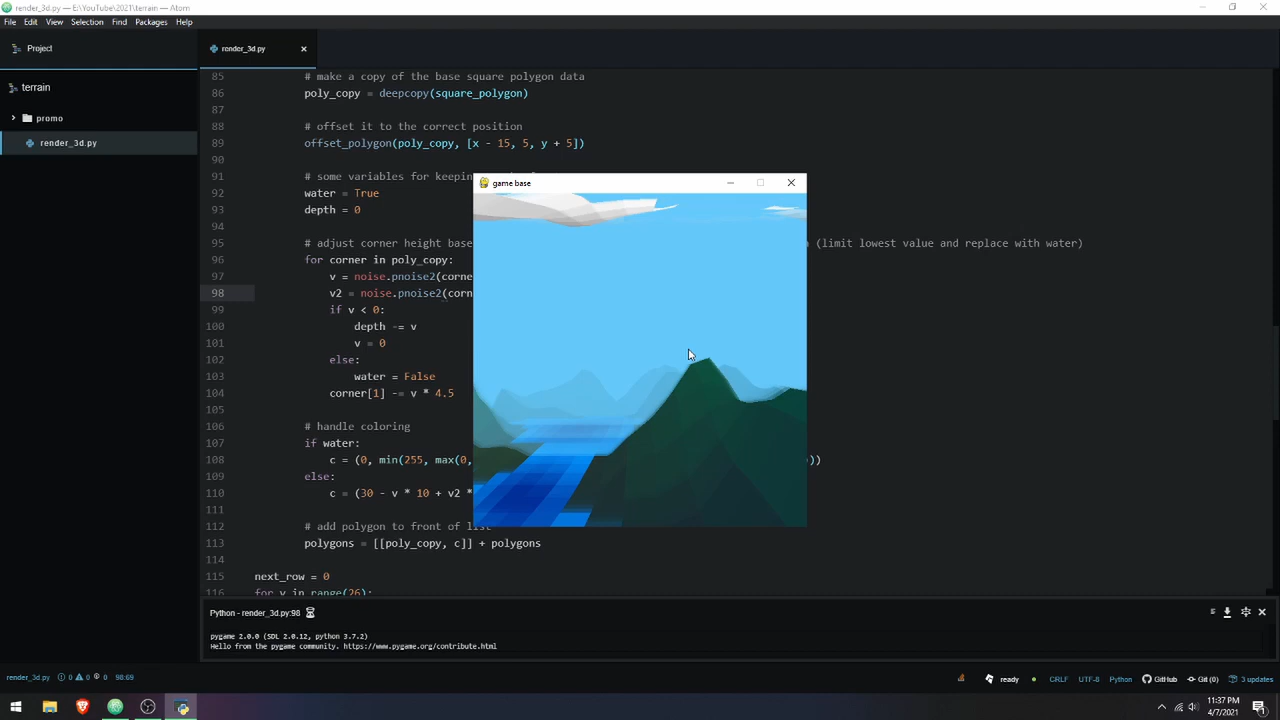 render_3d.py — E:\YouTube\2021\terrain — Atom
File Edit View Selection Find Packages Help
Project
render_3d.py
terrain
promo
render_3d.py
85 # make a copy of the base square polygon data
86 poly_copy = deepcopy(square_polygon)
87
88 # offset it to the correct position
89 offset_polygon(poly_copy, [x - 15, 5, y + 5])
90
91 # some variables for
92 water = True
93 depth = 0
94
95 # adjust corner height (limit lowest value and replace with water)
96 for corner in poly_copy:
97 v = noise.pnoise2(corne
98 v2 = noise.pnoise2(corn
99 if v < 0:
100 depth -= v
101 v = 0
102 else:
103 water = False
104 corner[1] -= v * 4.5
105
106 # handle coloring
107 if water:
108 c = (0, min(255, max(0, ))
109 else:
110 c = (30 - v * 10 + v2 *
111
112 # add polygon to front of list
113 polygons = [[poly_copy, c]] + polygons
114
115 next_row = 0
116 for y in range(26):
game base
Python - render_3d.py:98
pygame 2.0.0 (SDL 2.0.12, python 3.7.2)
Hello from the pygame community. https://www.pygame.org/contribute.html
render_3d.py 0 0 0 98:69
ready CRLF UTF-8 Python GitHub Git (0) 3 updates
11:37 PM
4/7/2021
1